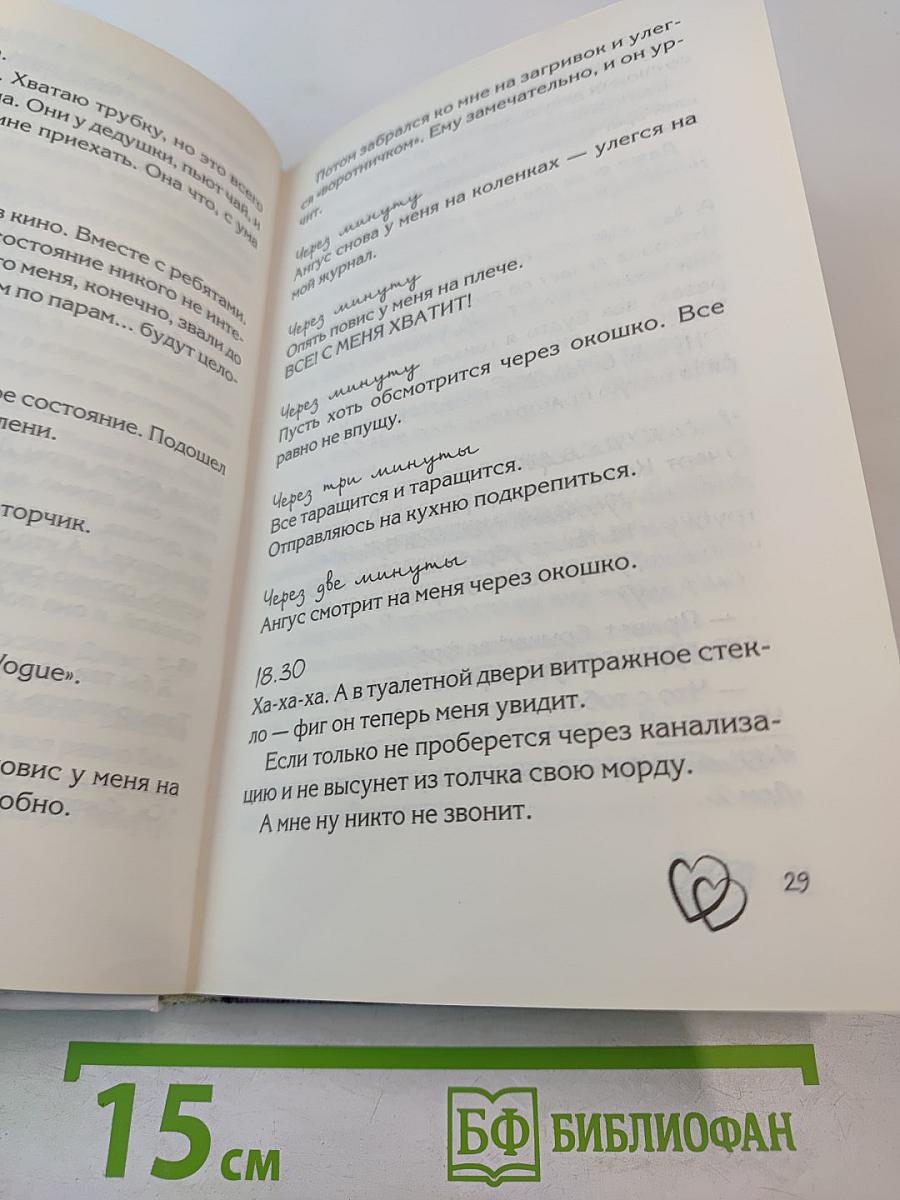 . Хватаю трубку, но это всего
ла. Они у дедушки, пьют чай, и
мне приехать. Она что, с ума
в кино. Вместе с ребятами.
состояние никого не инте-
то меня, конечно, звали до
м по парам... будут цело-
ое состояние. Подошел
лени.
торчик.
Vogue».
овис у меня на
обно.
Потом забрался ко мне на загривок и улег-
ся «воротничком». Ему замечательно, и он ур-
чит.
Через минуту
Ангус снова у меня на коленках — улегся на
мой журнал.
Через минуту
Опять повис у меня на плече.
ВСЕ! С МЕНЯ ХВАТИТ!
Через минуту
Пусть хоть обсмотрится через окошко. Все
равно не впущу.
Через три минуты
Все таращится и таращится.
Отправляюсь на кухню подкрепиться.
Через две минуты
Ангус смотрит на меня через окошко.
18.30
Ха-ха-ха. А в туалетной двери витражное стек-
ло — фиг он теперь меня увидит.
Если только не проберется через канализа-
цию и не высунет из толчка свою морду.
А мне ну никто не звонит.
29
15 см
БФ БИБЛИОФАН